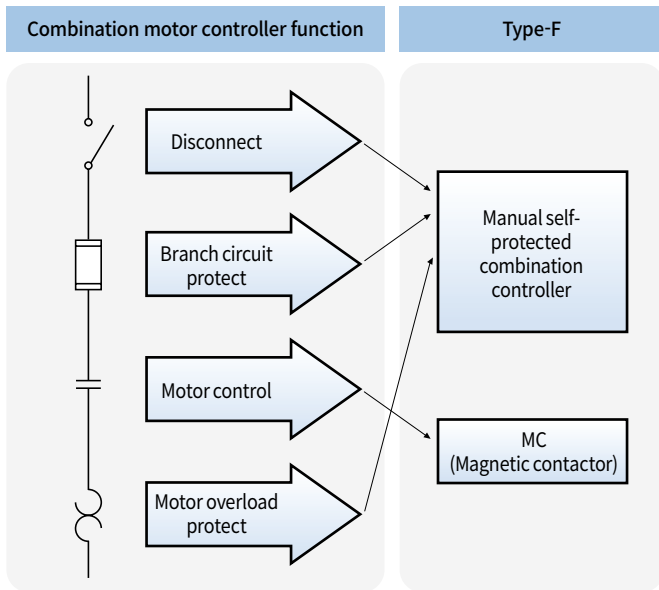 Combination motor controller function
Type-F
Disconnect
Branch circuit
protect
Motor control
Motor overload
protect
Manual self-
protected
combination
controller
MC
(Magnetic contactor)